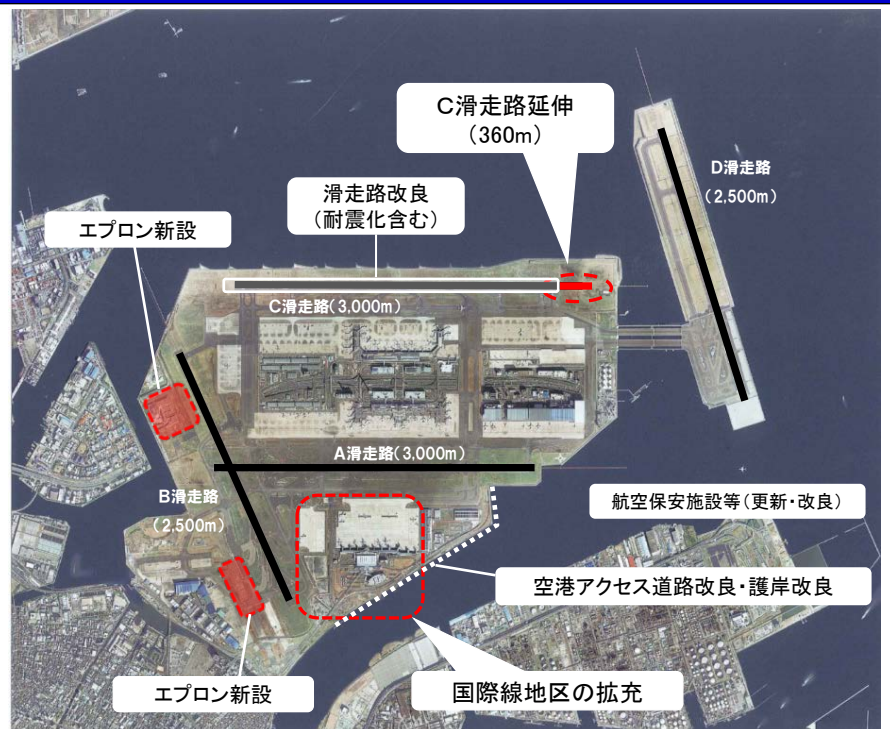 C滑走路延伸
（360m）
D滑走路
（2,500m）
滑走路改良
（耐震化含む）
エプロン新設
C滑走路(3,000m)
A滑走路(3,000m)
B滑走路
（2,500m）
航空保安施設等（更新・改良）
空港アクセス道路改良・護岸改良
エプロン新設
国際線地区の拡充